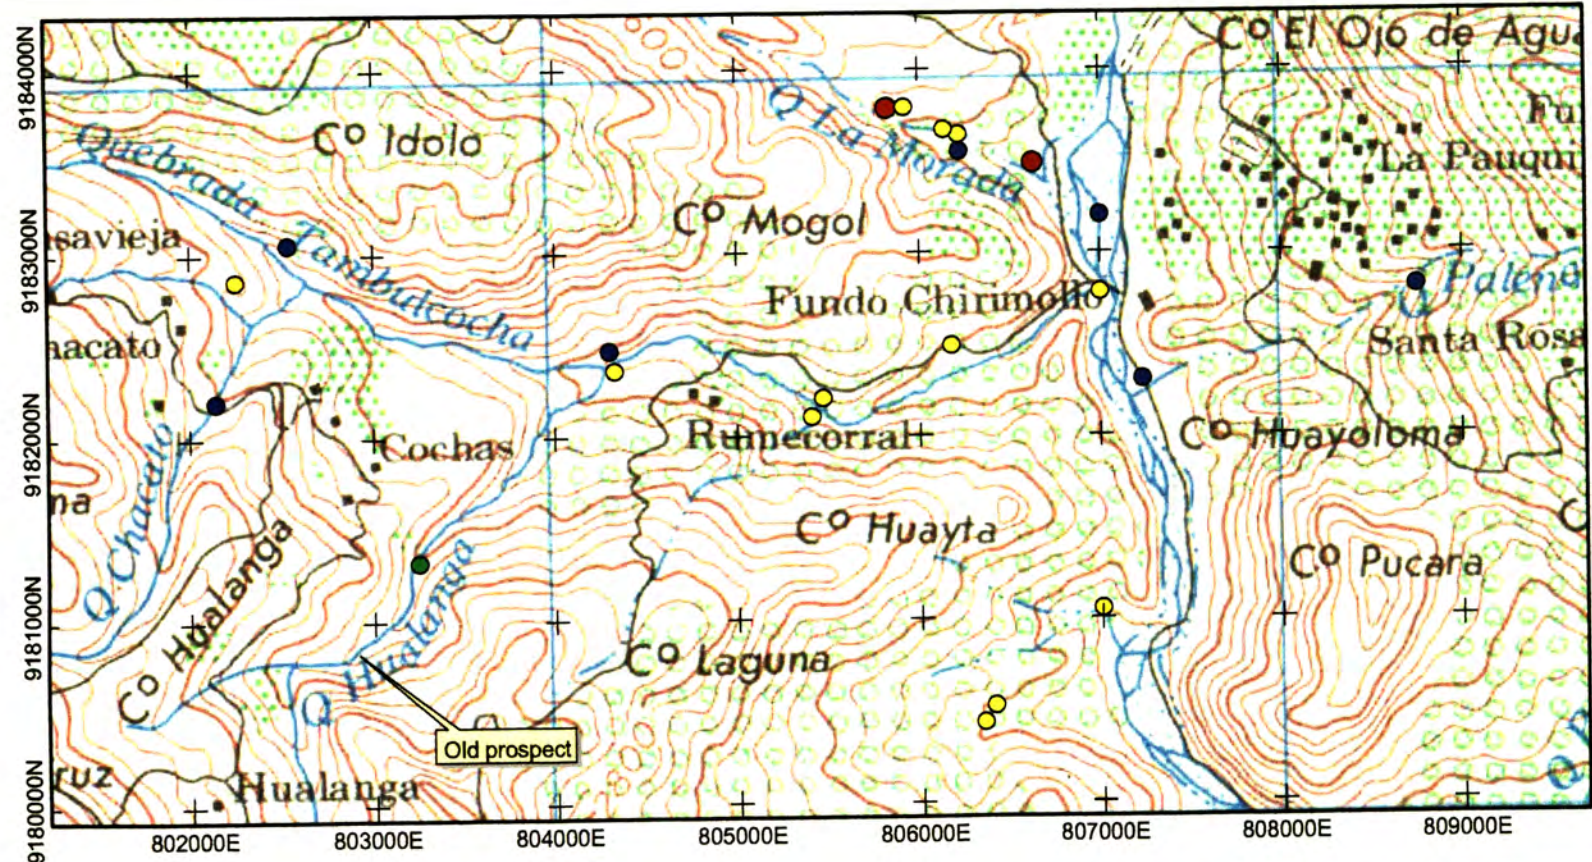 Cº El Ojo de Agu
9184000N
Q La Morada
Fu
Cº Idolo
La Pauqui
Quebrada Tambulcocha
Cº Mogol
savieja
9183000N
Palen
Fundo Chirimollo
Santa Rosa
acato
9182000N
Cochas
Rumecorral
Cº Huayoloma
na
Q Chacato
Cº Huayta
Cº Pucara
Cº Hualanga
9181000N
Q Hualanga
Cº Laguna
Old prospect
ruz
Hualanga
9180000N
802000E 803000E 804000E 805000E 806000E 807000E 808000E 809000E